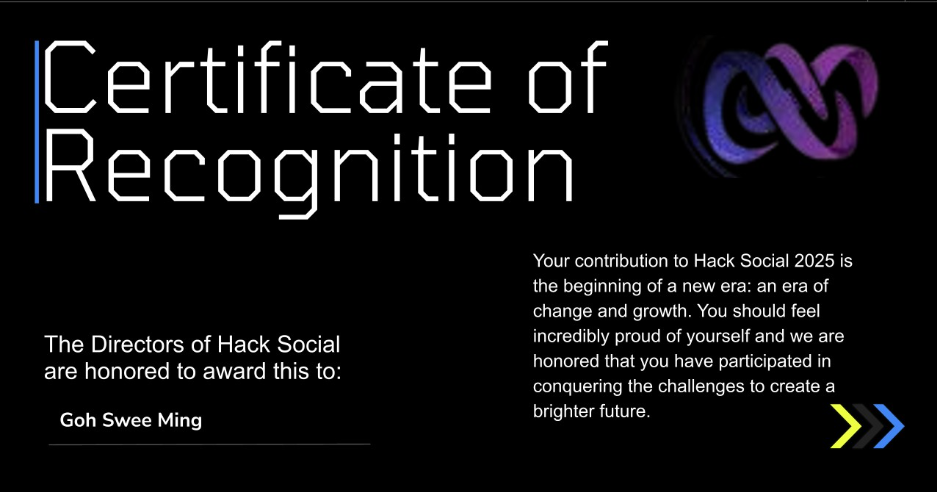 Certificate of
Recognition
Your contribution to Hack Social 2025 is
the beginning of a new era: an era of
change and growth. You should feel
incredibly proud of yourself and we are
honored that you have participated in
conquering the challenges to create a
brighter future.
The Directors of Hack Social
are honored to award this to:
Goh Swee Ming